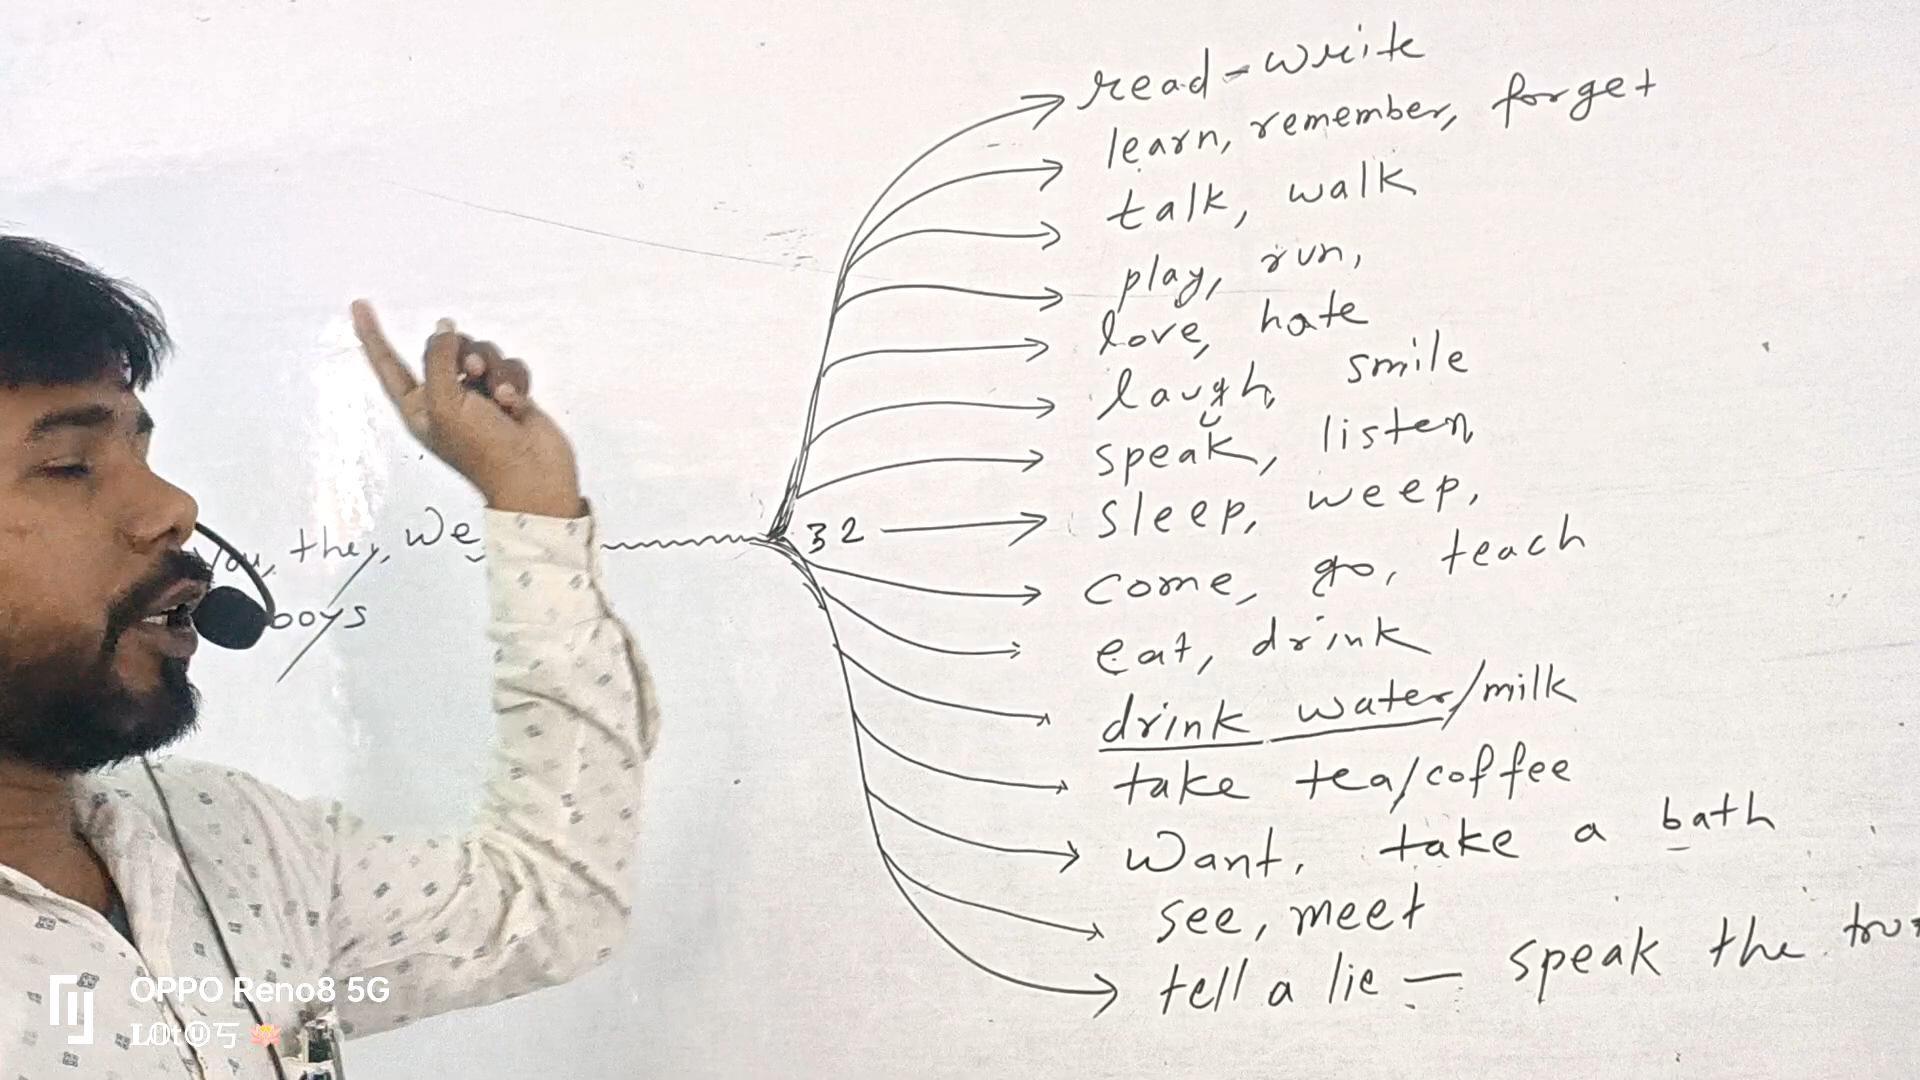 read - write
learn, remember, forget
talk, walk
play, run,
love, hate
laugh, smile
speak, listen
32
sleep, weep,
You, they, We
come, go, teach
boys
eat, drink
drink water/milk
take tea/coffee
Want, take a bath
see, meet
tell a lie — speak the
OPPO Reno8 5G